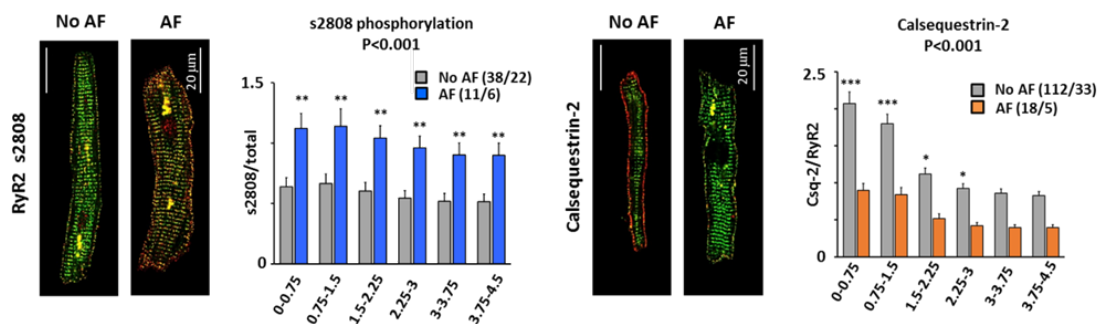 No AF
AF
RyR2 s2808
20 µm
s2808 phosphorylation
P<0.001
No AF (38/22)
AF (11/6)
s2808/total
1.5
0
**
**
**
**
**
**
0-0.75
0.75-1.5
1.5-2.25
2.25-3
3-3.75
3.75-4.5
No AF
AF
Calsequestrin-2
20 µm
Calsequestrin-2
P<0.001
No AF (112/33)
AF (18/5)
Csq-2/RyR2
2.5
0
***
***
*
*
0-0.75
0.75-1.5
1.5-2.25
2.25-3
3-3.75
3.75-4.5